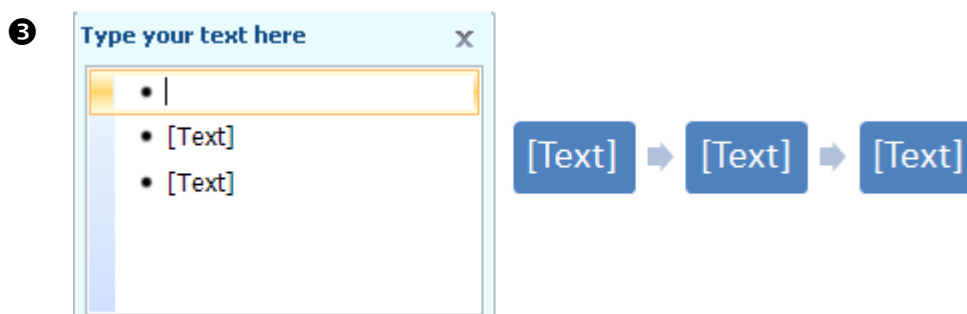 ❸
Type your text here x
•
• [Text]
• [Text]
[Text] [Text] [Text]